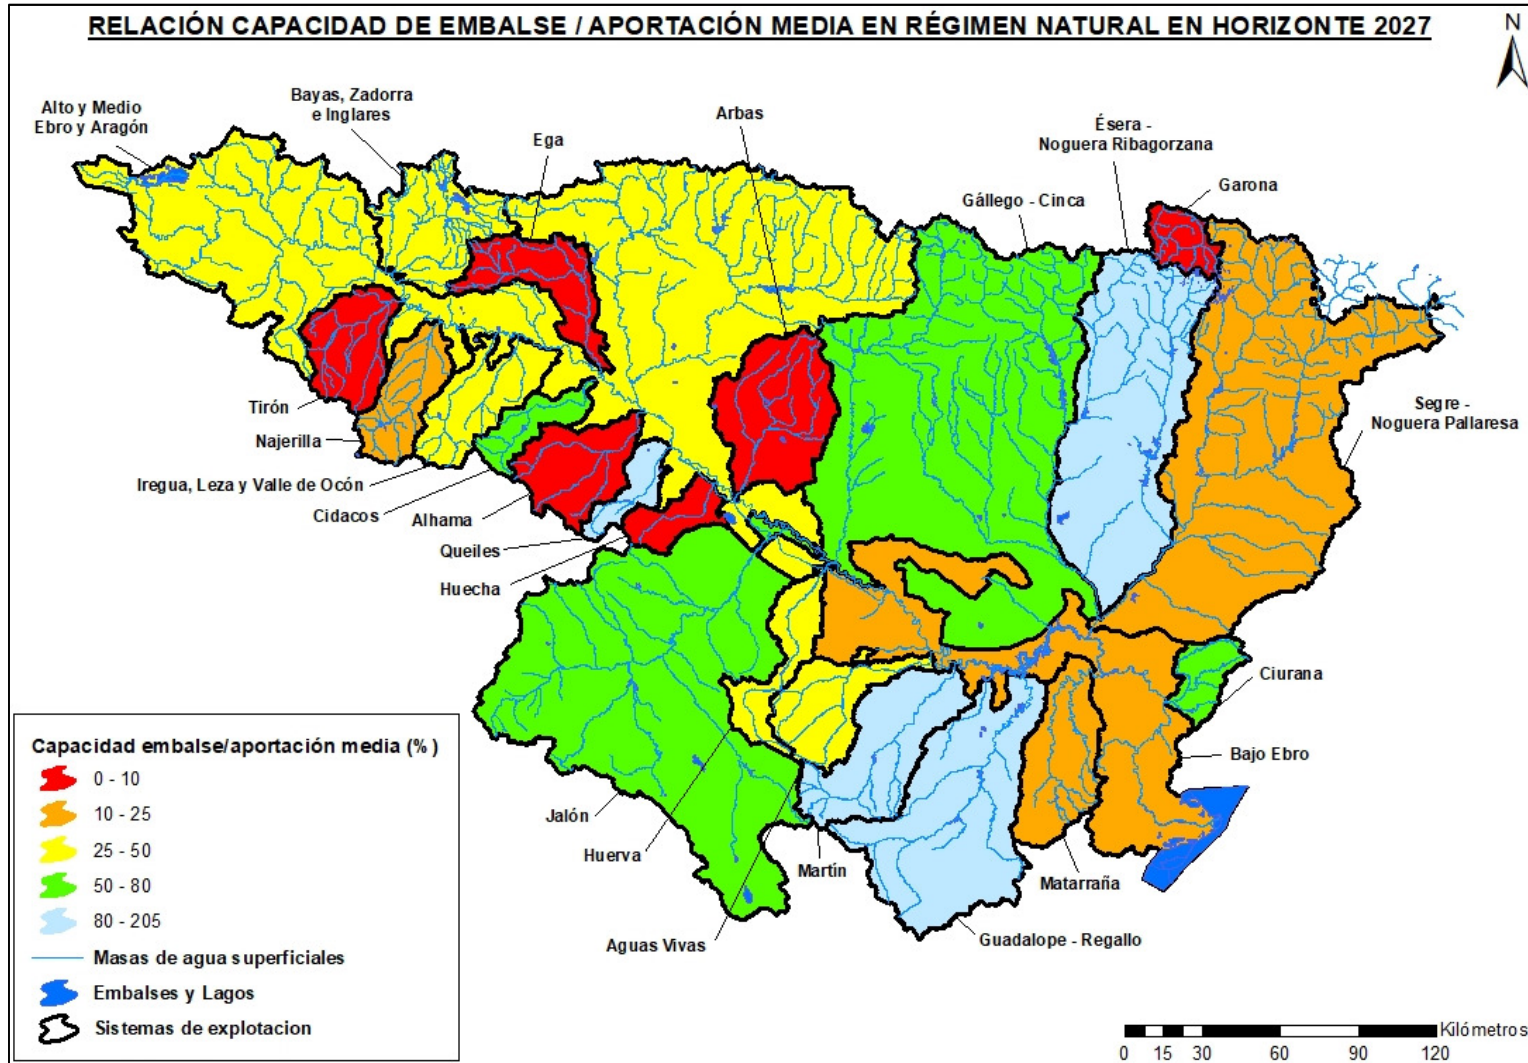 RELACIÓN CAPACIDAD DE EMBALSE / APORTACIÓN MEDIA EN RÉGIMEN NATURAL EN HORIZONTE 2027
N
Alto y Medio
Ebro y Aragón
Bayas, Zadorra
e Inglares
Ega
Arbas
Ésera -
Noguera Ribagorzana
Gállego - Cinca
Garona
Tirón
Najerilla
Segre -
Noguera Pallaresa
Iregua, Leza y Valle de Ocón
Cidacos
Alhama
Queiles
Huecha
Ciurana
Bajo Ebro
Jalón
Huerva
Martín
Matarraña
Aguas Vivas
Guadalope - Regallo
Capacidad embalse/aportación media (%)
0 - 10
10 - 25
25 - 50
50 - 80
80 - 205
Masas de agua superficiales
Embalses y Lagos
Sistemas de explotacion
Kilómetros
0 15 30 60 90 120